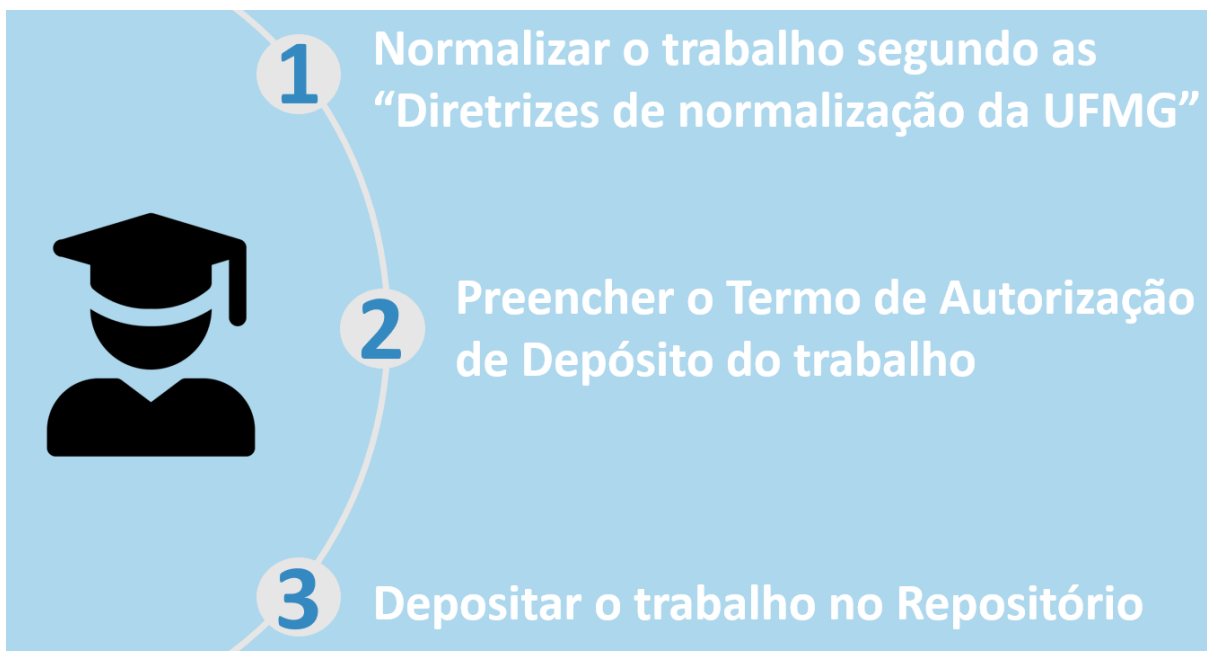 1
Normalizar o trabalho segundo as
“Diretrizes de normalização da UFMG”
2
Preencher o Termo de Autorização
de Depósito do trabalho
3
Depositar o trabalho no Repositório